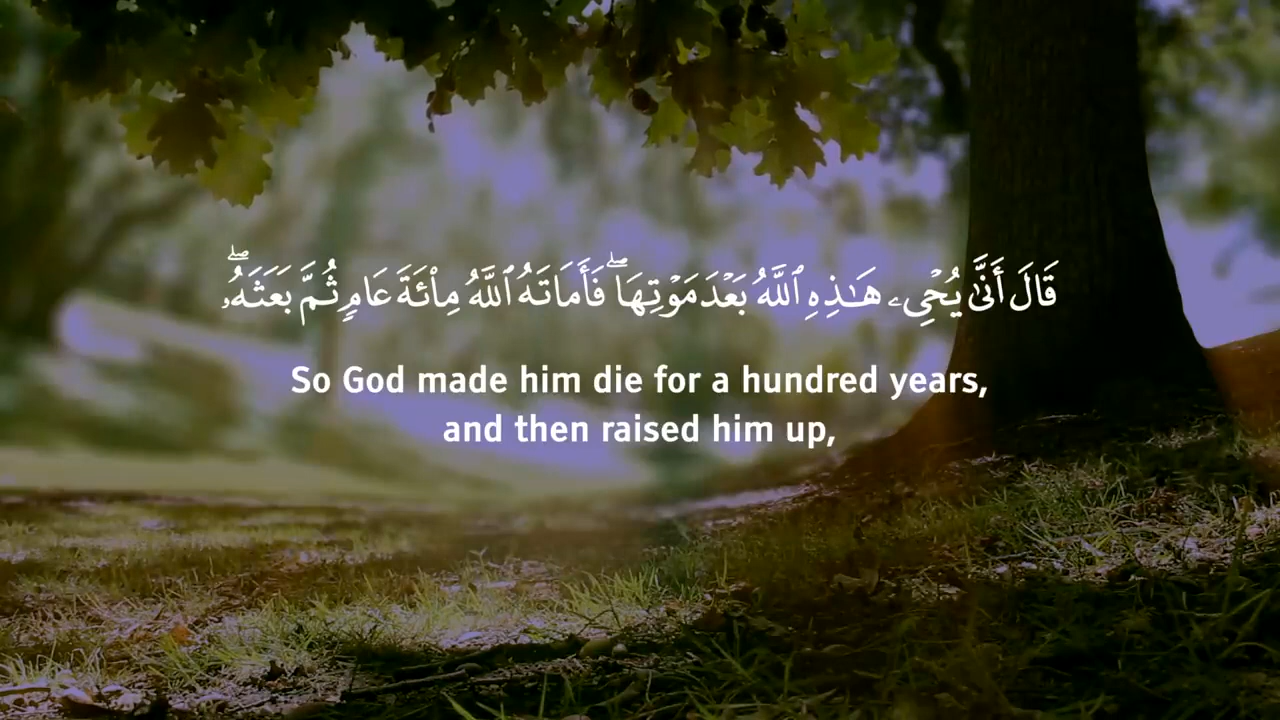 قَالَ أَنَّىٰ يُحْىِۦ هَـٰذِهِ ٱللَّهُ بَعْدَ مَوْتِهَا ۖ فَأَمَاتَهُ ٱللَّهُ مِا۟ئَةَ عَامٍ ثُمَّ بَعَثَهُۥ ۖ
So God made him die for a hundred years,
and then raised him up,